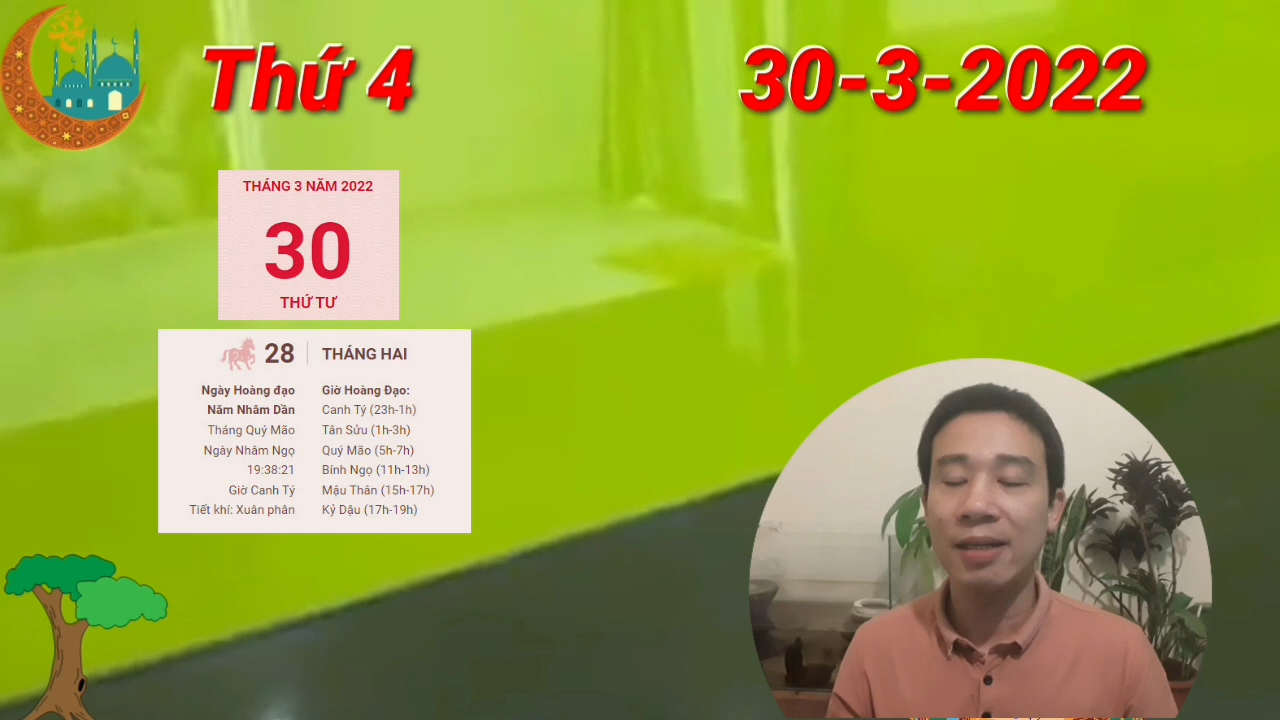 Thứ 4
30-3-2022
THÁNG 3 NĂM 2022
30
THỨ TƯ
28
THÁNG HAI
Ngày Hoàng đạo
Năm Nhâm Dần
Tháng Quý Mão
Ngày Nhâm Ngọ
19:38:21
Giờ Canh Tý
Tiết khí: Xuân phân
Giờ Hoàng Đạo:
Canh Tý (23h-1h)
Tân Sửu (1h-3h)
Quý Mão (5h-7h)
Bính Ngọ (11h-13h)
Mậu Thân (15h-17h)
Kỷ Dậu (17h-19h)